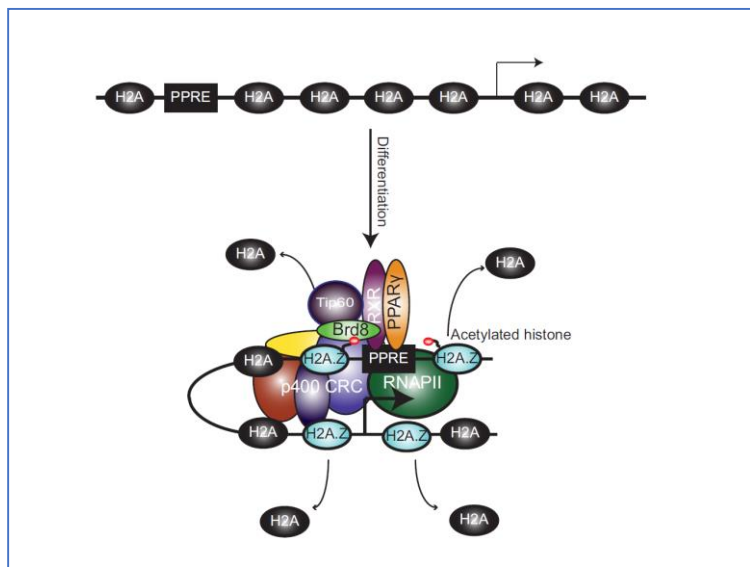 H2A PPRE H2A H2A H2A H2A H2A H2A
Differentiation
H2A
H2A
Tip60
RXR
PPARγ
Brd8
Acetylated histone
H2A
H2A.Z
PPRE
H2A.Z
p400 CRC
RNAPII
H2A
H2A.Z
H2A.Z
H2A
H2A
H2A